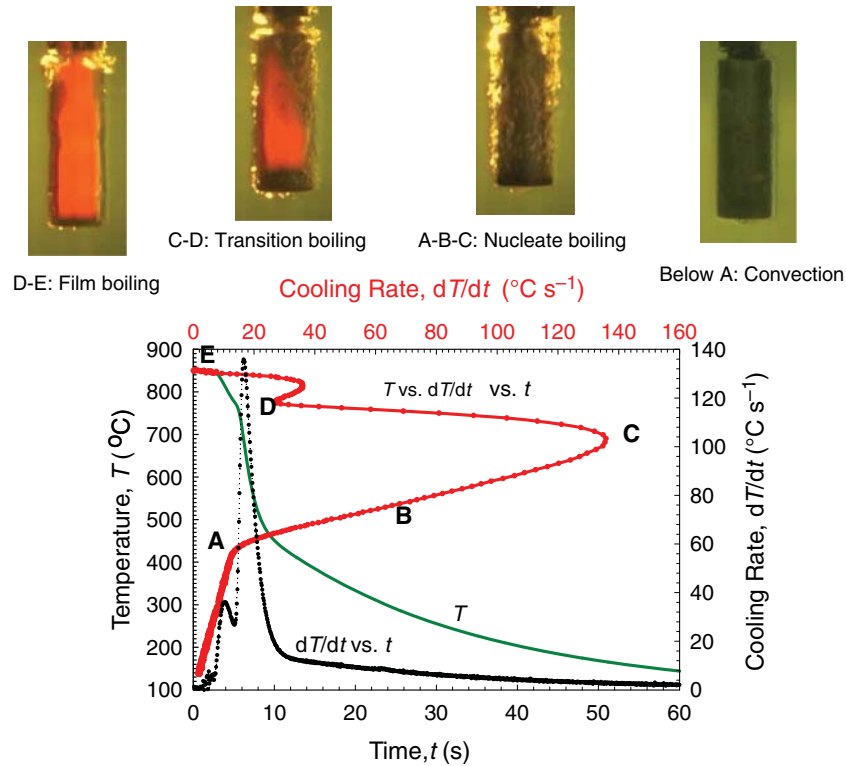 C-D: Transition boiling
A-B-C: Nucleate boiling
D-E: Film boiling
Below A: Convection
Cooling Rate, dT/dt (°C s⁻¹)
0 20 40 60 80 100 120 140 160
900 140
E
800 120
T vs. dT/dt vs. t
D
700 100
C
600 80
B
500
A 60
400
40
300
T
200 20
dT/dt vs. t
100 0
0 10 20 30 40 50 60
Temperature, T (°C)
Cooling Rate, dT/dt (°C s⁻¹)
Time, t (s)